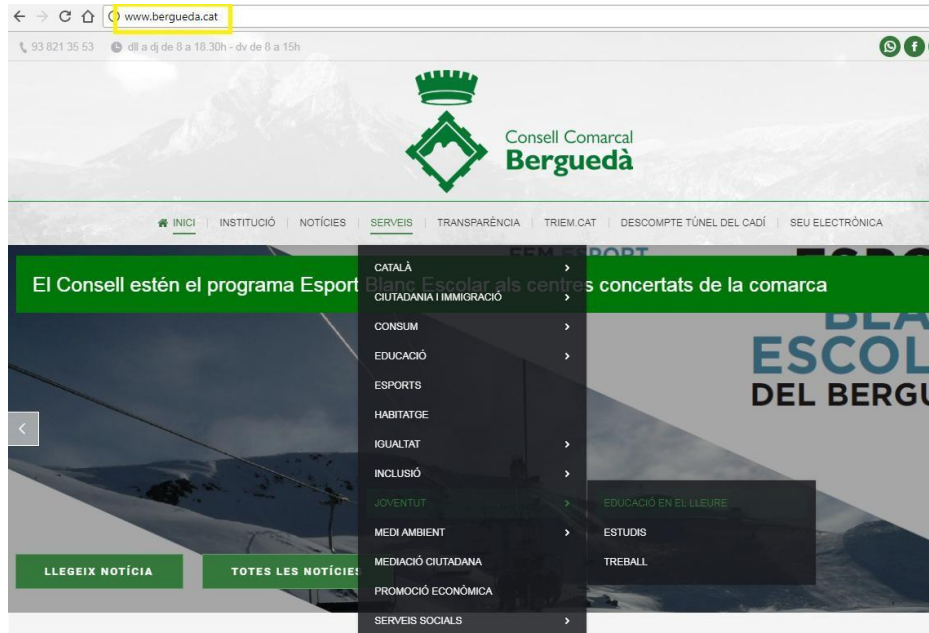 www.bergueda.cat
93 821 35 53 dll a dj de 8 a 18.30h - dv de 8 a 15h
Consell Comarcal
Berguedà
INICI INSTITUCIÓ NOTÍCIES SERVEIS TRANSPARÈNCIA TRIEM.CAT DESCOMPTE TÚNEL DEL CADÍ SEU ELECTRÒNICA
FEM ESPORT
El Consell estén el programa Esport Blanc Escolar als centres concertats de la comarca
ESCOL
DEL BERGU
CATALÀ
CIUTADANIA I IMMIGRACIÓ
CONSUM
EDUCACIÓ
ESPORTS
HABITATGE
IGUALTAT
INCLUSIÓ
JOVENTUT
MEDI AMBIENT
MEDIACIÓ CIUTADANA
PROMOCIÓ ECONÒMICA
SERVEIS SOCIALS
EDUCACIÓ EN EL LLEURE
ESTUDIS
TREBALL
LLEGEIX NOTÍCIA
TOTES LES NOTÍCIES